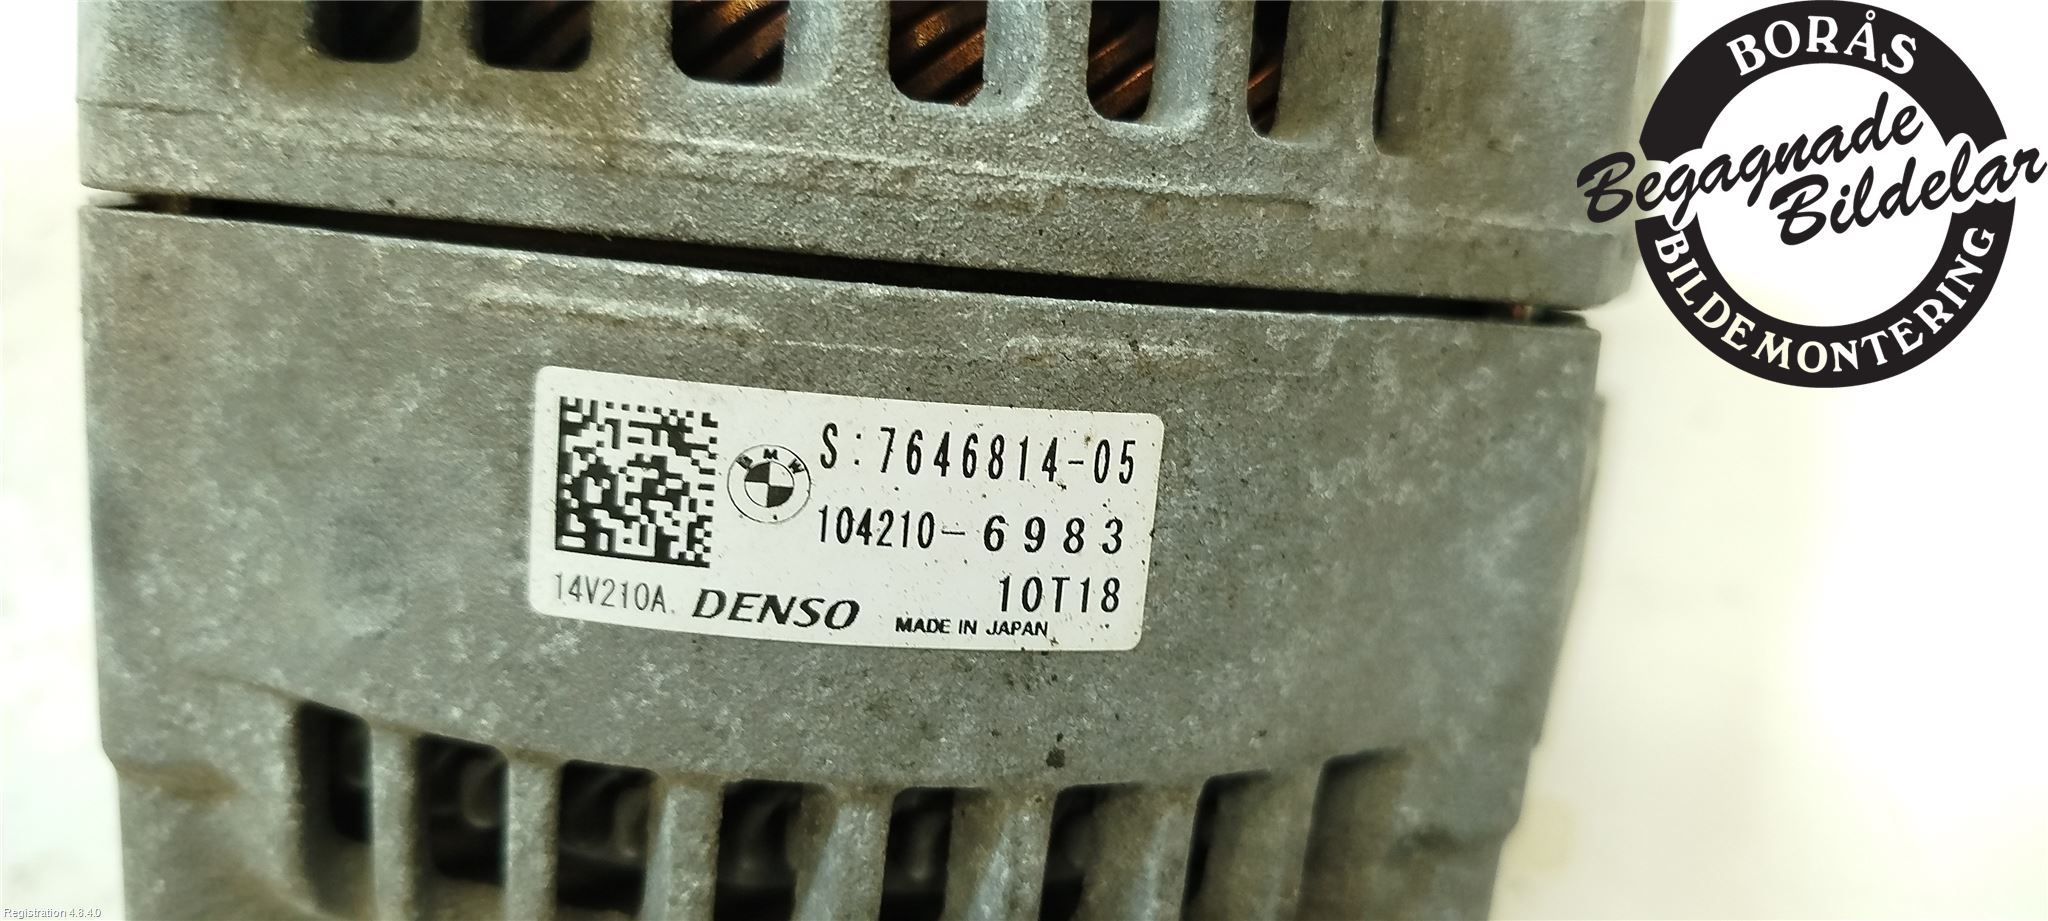 BORÅS
Begagnade
Bildelar
BILDEMONTERING
BMW
S:7646814-05
104210-6983
10T18
14V210A. DENSO
MADE IN JAPAN
Registration 4.8.4.0